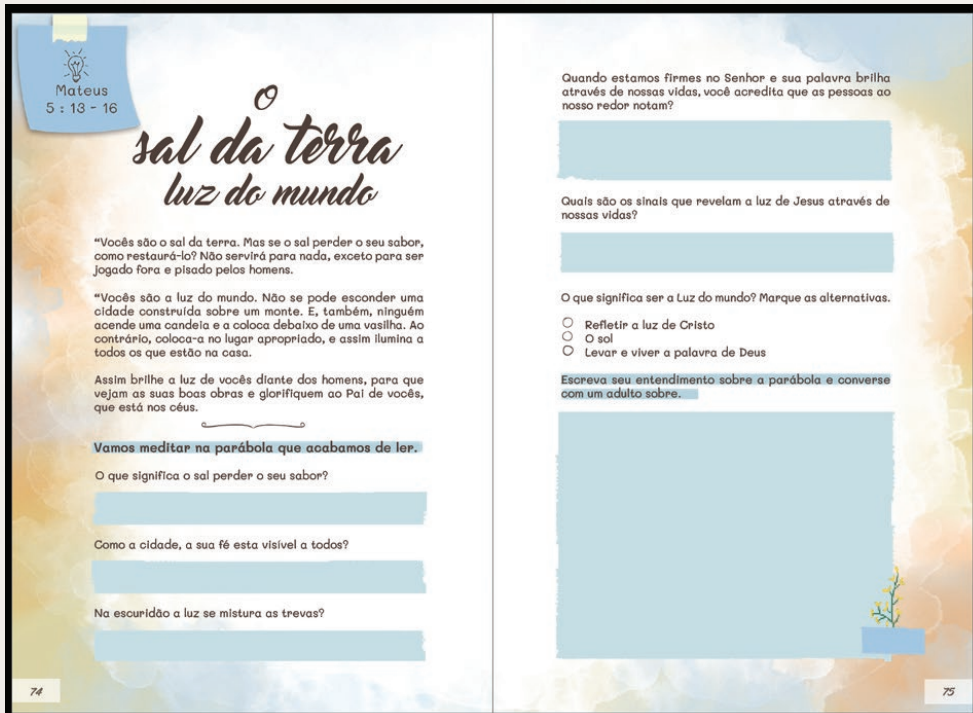 Mateus
5 : 13 - 16
O
sal da terra
luz do mundo
“Vocês são o sal da terra. Mas se o sal perder o seu sabor,
como restaurá-lo? Não servirá para nada, exceto para ser
jogado fora e pisado pelos homens.
“Vocês são a luz do mundo. Não se pode esconder uma
cidade construída sobre um monte. E, também, ninguém
acende uma candeia e a coloca debaixo de uma vasilha. Ao
contrário, coloca-a no lugar apropriado, e assim ilumina a
todos os que estão na casa.
Assim brilhe a luz de vocês diante dos homens, para que
vejam as suas boas obras e glorifiquem ao Pai de vocês,
que está nos céus.
Vamos meditar na parábola que acabamos de ler.
O que significa o sal perder o seu sabor?
Como a cidade, a sua fé esta visível a todos?
Na escuridão a luz se mistura as trevas?
74
Quando estamos firmes no Senhor e sua palavra brilha
através de nossas vidas, você acredita que as pessoas ao
nosso redor notam?
Quais são os sinais que revelam a luz de Jesus através de
nossas vidas?
O que significa ser a Luz do mundo? Marque as alternativas.
Refletir a luz de Cristo
O sol
Levar e viver a palavra de Deus
Escreva seu entendimento sobre a parábola e converse
com um adulto sobre.
75